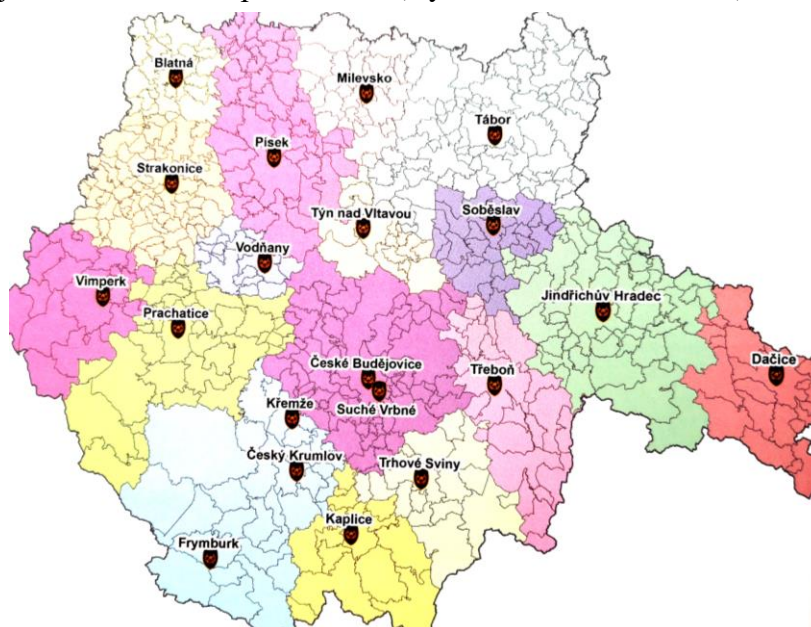 Blatná
Milevsko
Tábor
Písek
Strakonice
Týn nad Vltavou
Soběslav
Vodňany
Vimperk
Jindřichův Hradec
Prachatice
České Budějovice
Třeboň
Dačice
Suché Vrbné
Křemže
Český Krumlov
Trhové Sviny
Kaplice
Frymburk